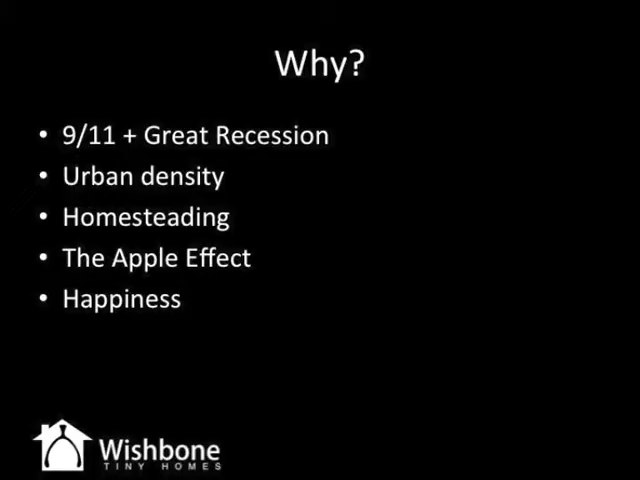 Why?
• 9/11 + Great Recession
• Urban density
• Homesteading
• The Apple Effect
• Happiness
Wishbone
TINY HOMES